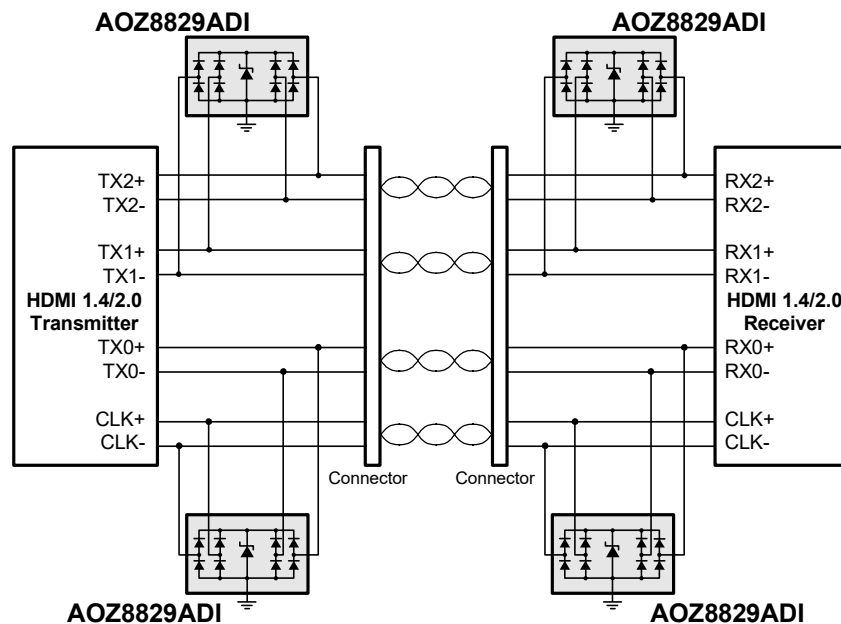 AOZ8829ADI
AOZ8829ADI
TX2+
TX2-
TX1+
TX1-
HDMI 1.4/2.0
Transmitter
TX0+
TX0-
CLK+
CLK-
RX2+
RX2-
RX1+
RX1-
HDMI 1.4/2.0
Receiver
RX0+
RX0-
CLK+
CLK-
Connector
Connector
AOZ8829ADI
AOZ8829ADI